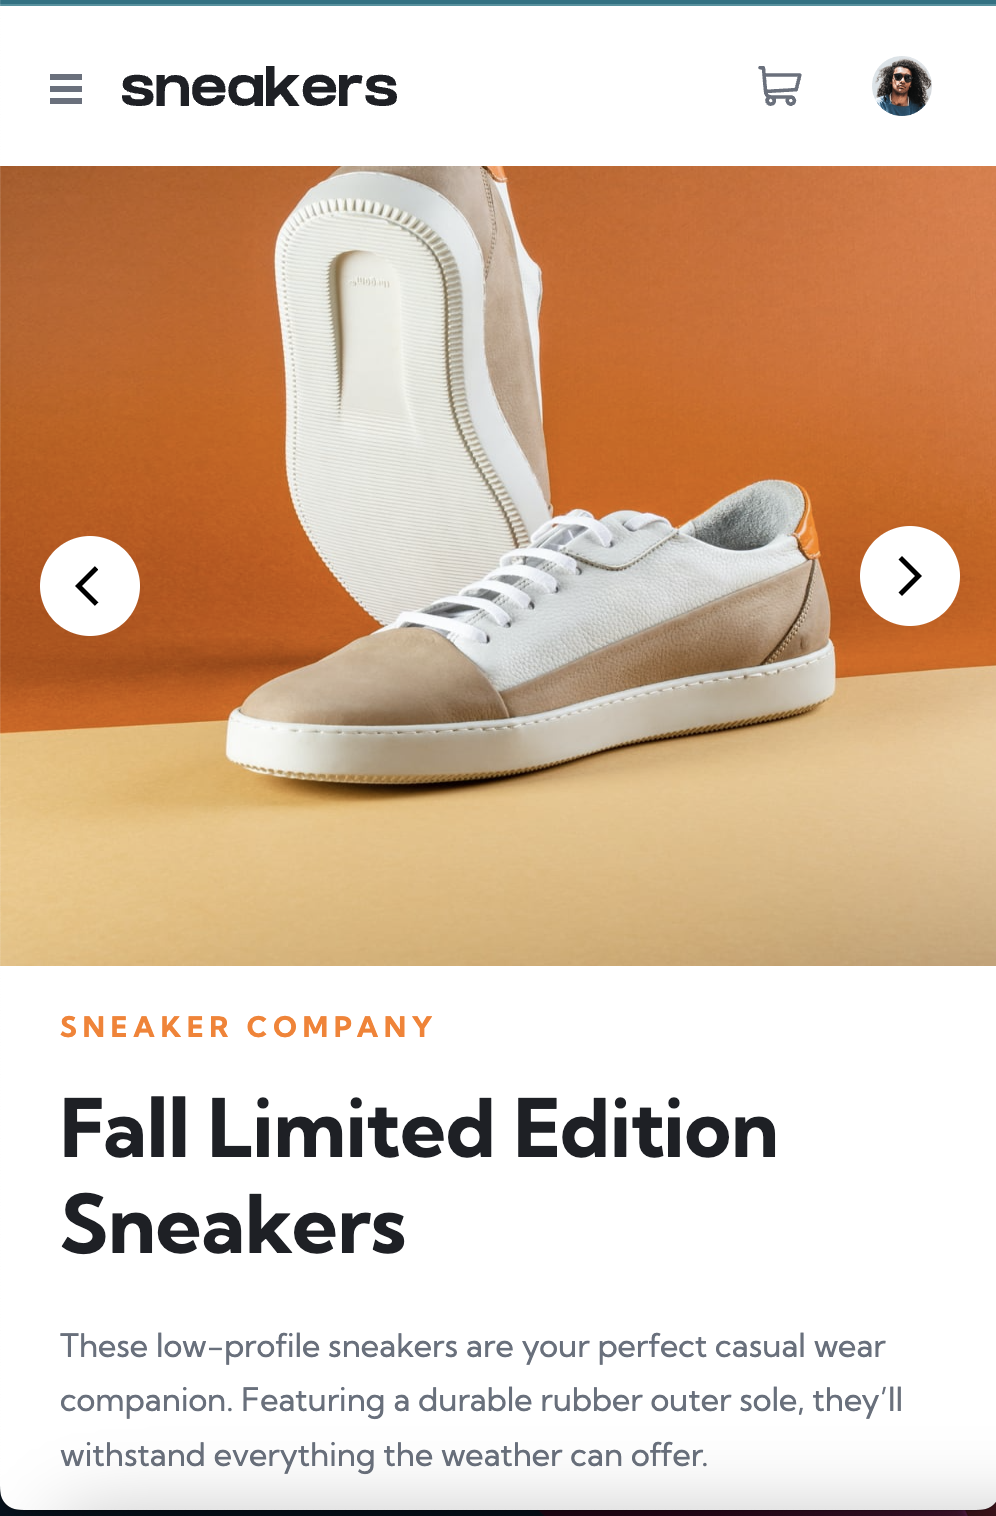 sneakers
SNEAKER COMPANY
Fall Limited Edition
Sneakers
These low-profile sneakers are your perfect casual wear
companion. Featuring a durable rubber outer sole, they’ll
withstand everything the weather can offer.